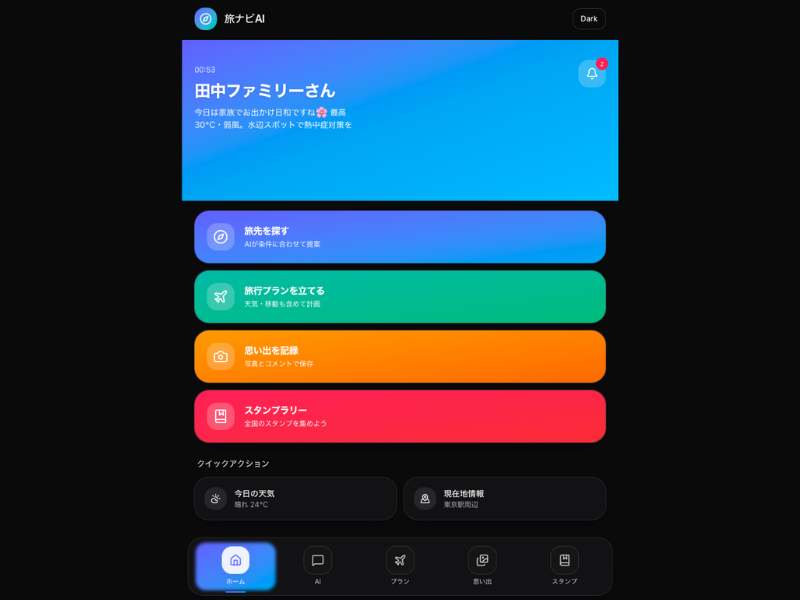 旅ナビAI
Dark
00:53
2
田中ファミリーさん
今日は家族でお出かけ日和ですね🌸 最高
30°C・弱風。水辺スポットで熱中症対策を
旅先を探す
AIが条件に合わせて提案
旅行プランを立てる
天気・移動も含めて計画
思い出を記録
写真とコメントで保存
スタンプラリー
全国のスタンプを集めよう
クイックアクション
今日の天気
晴れ 24°C
現在地情報
東京駅周辺
ホーム
AI
プラン
思い出
スタンプ